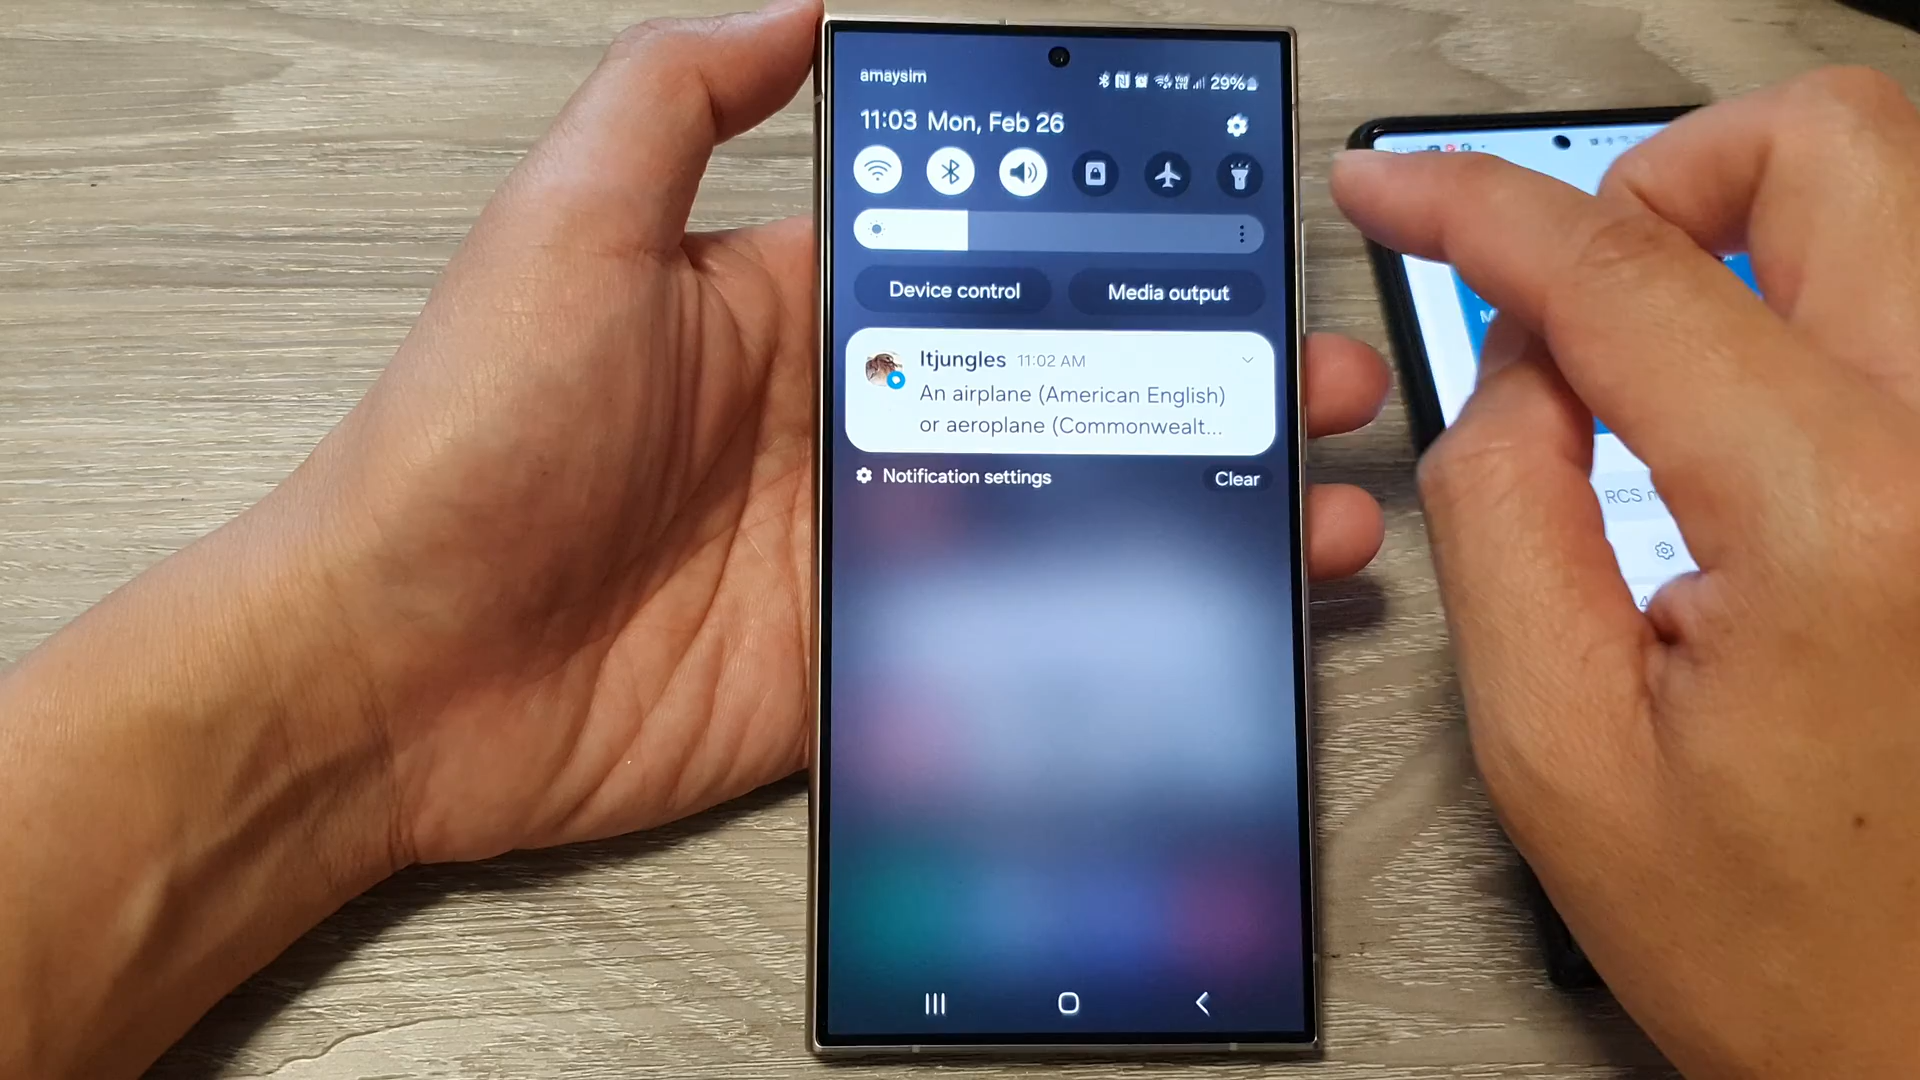 amaysim
29%
11:03 Mon, Feb 26
Device control
Media output
Itjungles 11:02 AM
An airplane (American English)
or aeroplane (Commonwealt...
Notification settings
Clear
RCS